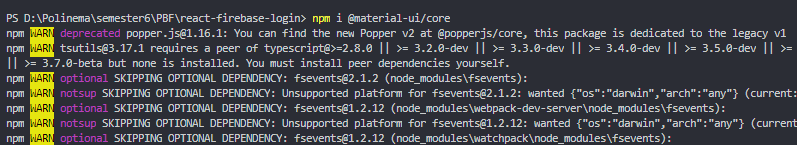 PS D:\Polinema\semester6\PBF\react-firebase-login> npm i @material-ui/core
npm WARN deprecated popper.js@1.16.1: You can find the new Popper v2 at @popperjs/core, this package is dedicated to the legacy v1
npm WARN tsutils@3.17.1 requires a peer of typescript@>=2.8.0 || >= 3.2.0-dev || >= 3.3.0-dev || >= 3.4.0-dev || >= 3.5.0-dev || >=
|| >= 3.7.0-beta but none is installed. You must install peer dependencies yourself.
npm WARN optional SKIPPING OPTIONAL DEPENDENCY: fsevents@2.1.2 (node_modules\fsevents):
npm WARN notsup SKIPPING OPTIONAL DEPENDENCY: Unsupported platform for fsevents@2.1.2: wanted {"os":"darwin","arch":"any"} (current:
npm WARN optional SKIPPING OPTIONAL DEPENDENCY: fsevents@1.2.12 (node_modules\webpack-dev-server\node_modules\fsevents):
npm WARN notsup SKIPPING OPTIONAL DEPENDENCY: Unsupported platform for fsevents@1.2.12: wanted {"os":"darwin","arch":"any"} (current
npm WARN optional SKIPPING OPTIONAL DEPENDENCY: fsevents@1.2.12 (node_modules\watchpack\node_modules\fsevents):